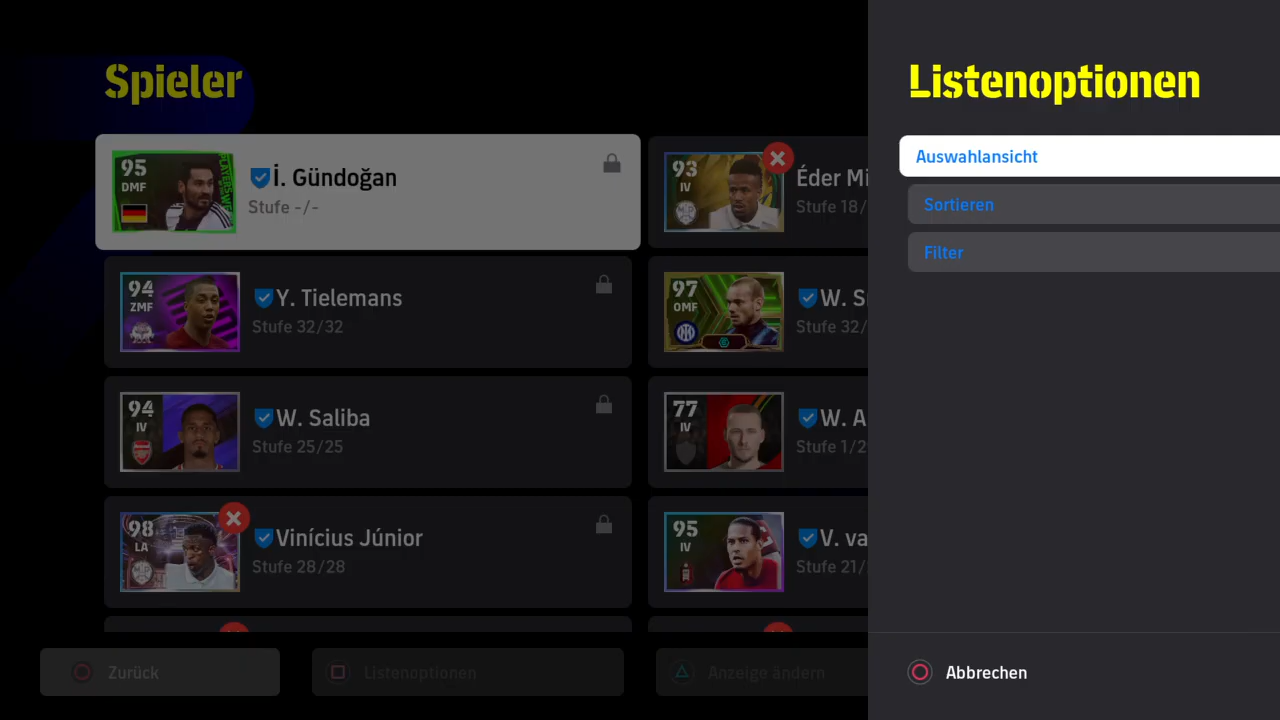 Spieler
Listenoptionen
95
DMF
İ. Gündoğan
Stufe -/-
93
IV
Éder Mi
Stufe 18/
Auswahlansicht
Sortieren
Filter
94
ZMF
Y. Tielemans
Stufe 32/32
97
OMF
W. S
Stufe 32/
94
IV
W. Saliba
Stufe 25/25
77
IV
W. A
Stufe 1/2
98
LA
Vinícius Júnior
Stufe 28/28
95
IV
V. va
Stufe 21/
Zurück
Listenoptionen
Anzeige ändern
Abbrechen